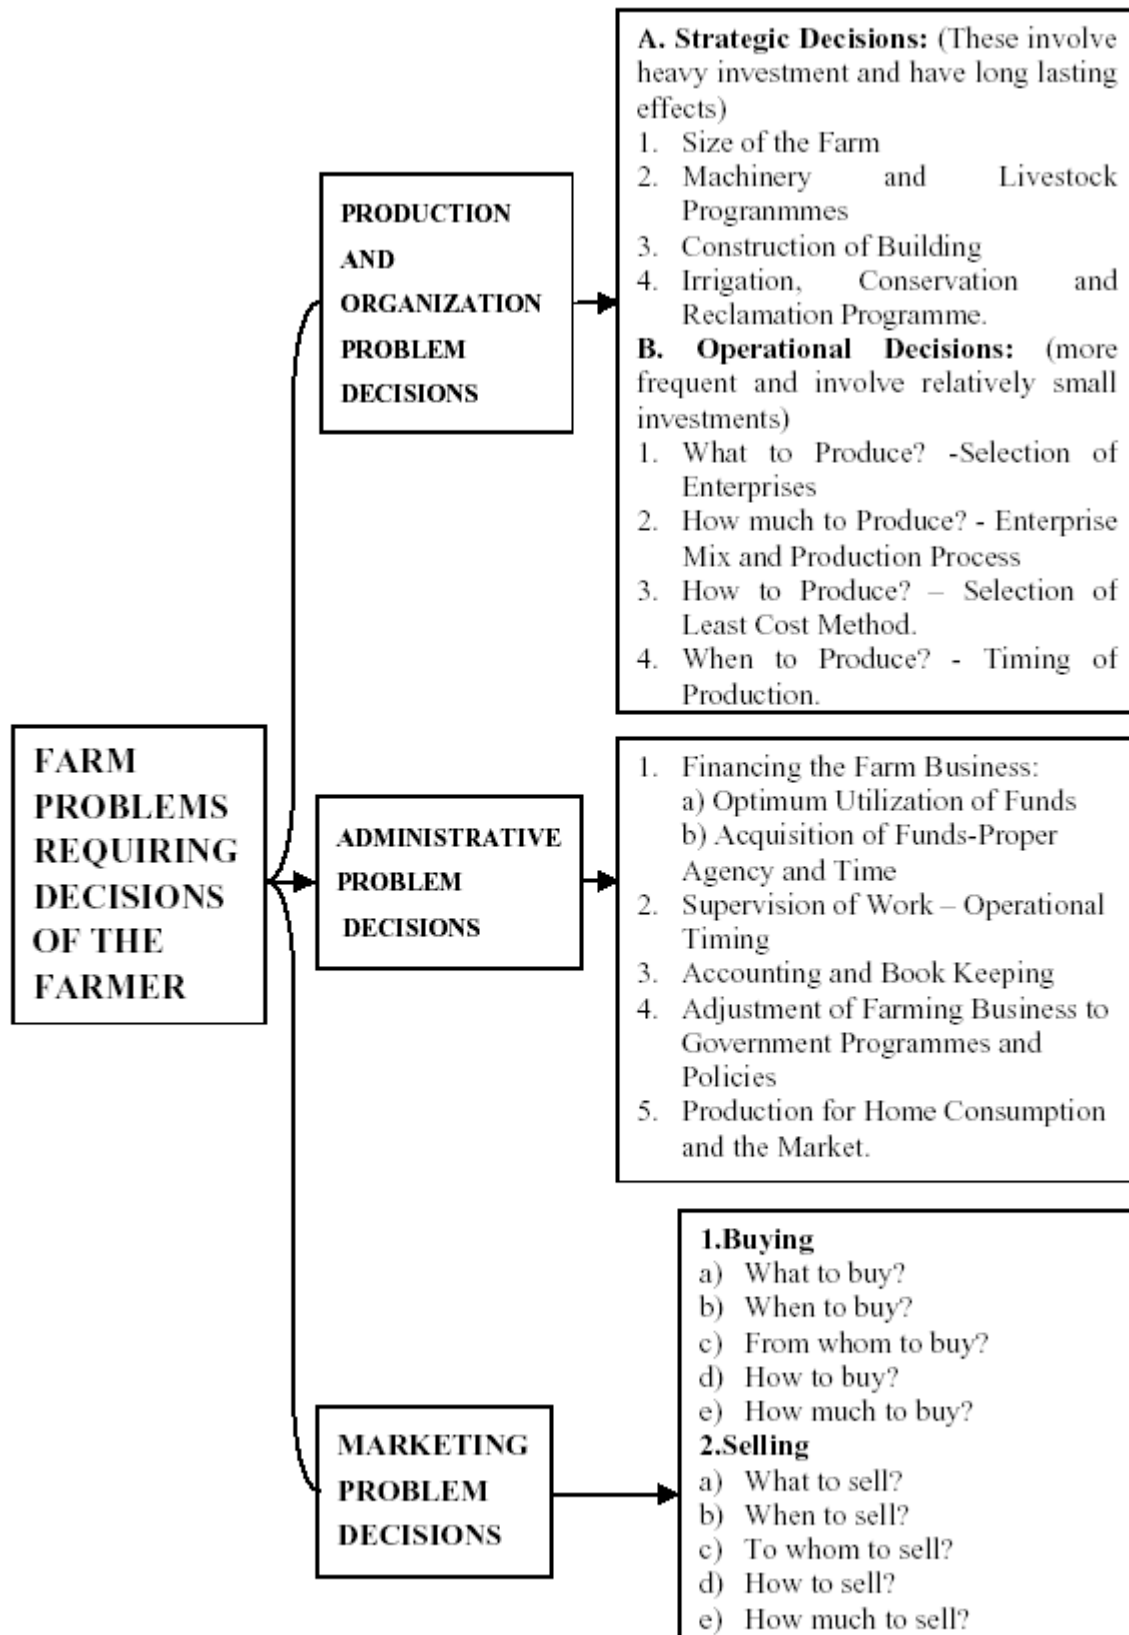 A. Strategic Decisions: (These involve
heavy investment and have long lasting
effects)
1. Size of the Farm
2. Machinery and Livestock
Progranmmes
3. Construction of Building
4. Irrigation, Conservation and
Reclamation Programme.
B. Operational Decisions: (more
frequent and involve relatively small
investments)
1. What to Produce? -Selection of
Enterprises
2. How much to Produce? - Enterprise
Mix and Production Process
3. How to Produce? – Selection of
Least Cost Method.
4. When to Produce? - Timing of
Production.
PRODUCTION
AND
ORGANIZATION
PROBLEM
DECISIONS
FARM
PROBLEMS
REQUIRING
DECISIONS
OF THE
FARMER
ADMINISTRATIVE
PROBLEM
DECISIONS
1. Financing the Farm Business:
a) Optimum Utilization of Funds
b) Acquisition of Funds-Proper
Agency and Time
2. Supervision of Work – Operational
Timing
3. Accounting and Book Keeping
4. Adjustment of Farming Business to
Government Programmes and
Policies
5. Production for Home Consumption
and the Market.
MARKETING
PROBLEM
DECISIONS
1.Buying
a) What to buy?
b) When to buy?
c) From whom to buy?
d) How to buy?
e) How much to buy?
2.Selling
a) What to sell?
b) When to sell?
c) To whom to sell?
d) How to sell?
e) How much to sell?